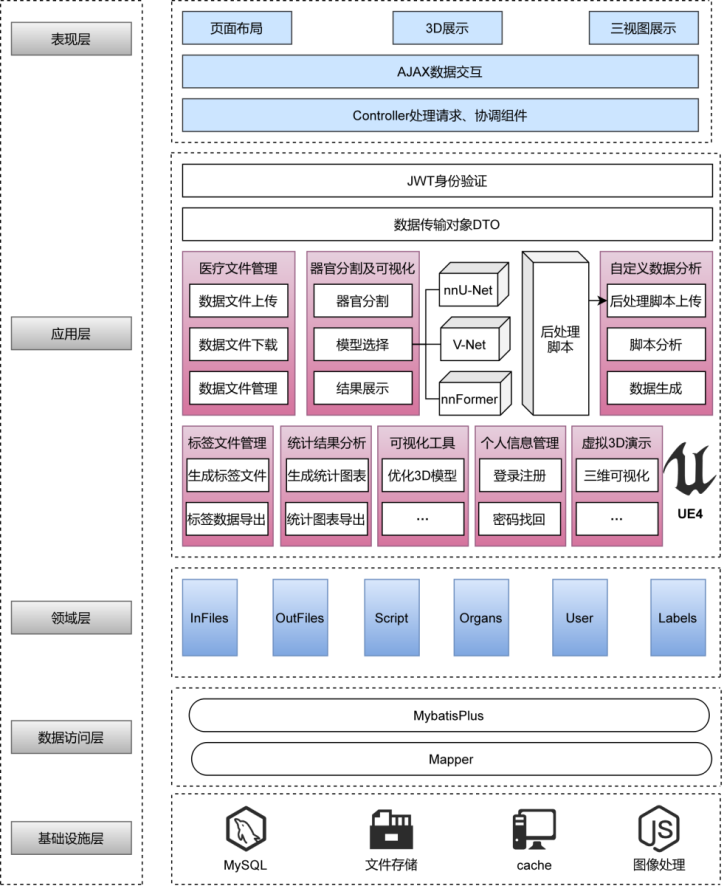 表现层
页面布局
3D展示
三视图展示
AJAX数据交互
Controller处理请求、协调组件
应用层
JWT身份验证
数据传输对象DTO
医疗文件管理
数据文件上传
数据文件下载
数据文件管理
器官分割及可视化
器官分割
模型选择
结果展示
nnU-Net
V-Net
nnFormer
后处理
脚本
自定义数据分析
后处理脚本上传
脚本分析
数据生成
标签文件管理
生成标签文件
标签数据导出
统计结果分析
生成统计图表
统计图表导出
可视化工具
优化3D模型
...
个人信息管理
登录注册
密码找回
虚拟3D演示
三维可视化
...
UE4
领域层
InFiles
OutFiles
Script
Organs
User
Labels
数据访问层
MybatisPlus
Mapper
基础设施层
MySQL
文件存储
cache
JS
图像处理